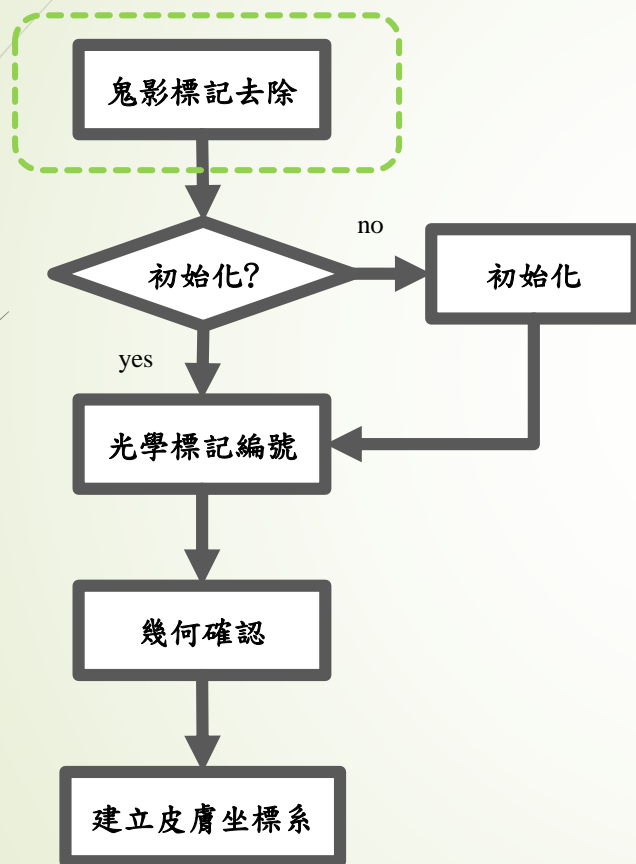 鬼影標記去除
no
初始化?
初始化
yes
光學標記編號
幾何確認
建立皮膚坐標系